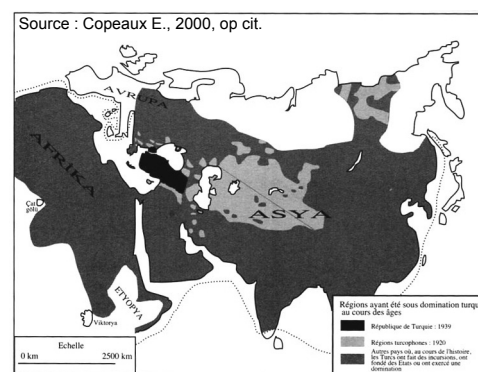 Source : Copeaux E., 2000, op cit.
AVRUPA
AFRIKA
ASYA
Çat
gölü
ETYOPYA
Viktorya
Echelle
0 km 2500 km
Régions ayant été sous domination turque
au cours des âges
République de Turquie : 1939
Régions turcophones : 1920
Autres pays où, au cours de l'histoire,
les Turcs ont fait des incursions, ont
fondé des Etats ou ont exercé une
domination